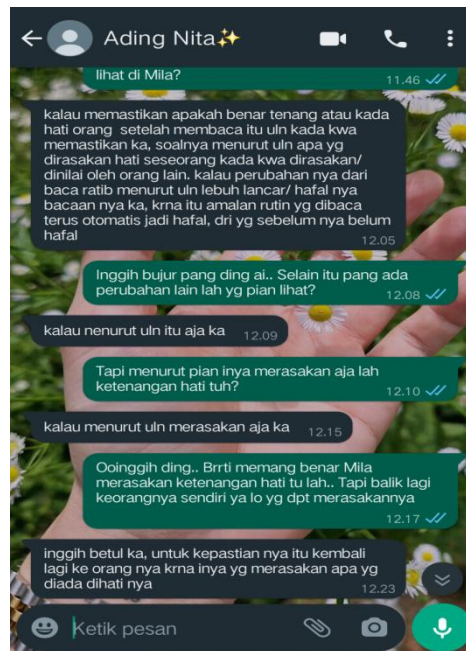 Ading Nita✨
lihat di Mila?
11.46
kalau memastikan apakah benar tenang atau kada
hati orang setelah membaca itu uln kada kwa
memastikan ka, soalnya menurut uln apa yg
dirasakan hati seseorang kada kwa dirasakan/
dinilai oleh orang lain. kalau perubahan nya dari
baca ratib menurut uln lebuh lancar/ hafal nya
bacaan nya ka, krna itu amalan rutin yg dibaca
terus otomatis jadi hafal, dri yg sebelum nya belum
hafal
12.05
Inggih bujur pang ding ai.. Selain itu pang ada
perubahan lain lah yg pian lihat?
12.08
kalau nenurut uln itu aja ka
12.09
Tapi menurut pian inya merasakan aja lah
ketenangan hati tuh?
12.10
kalau menurut uln merasakan aja ka
12.15
Ooinggih ding.. Brrti memang benar Mila
merasakan ketenangan hati tu lah.. Tapi balik lagi
keorangnya sendiri ya lo yg dpt merasakannya
12.17
inggih betul ka, untuk kepastian nya itu kembali
lagi ke orang nya krna inya yg merasakan apa yg
diada dihati nya
12.23
Ketik pesan